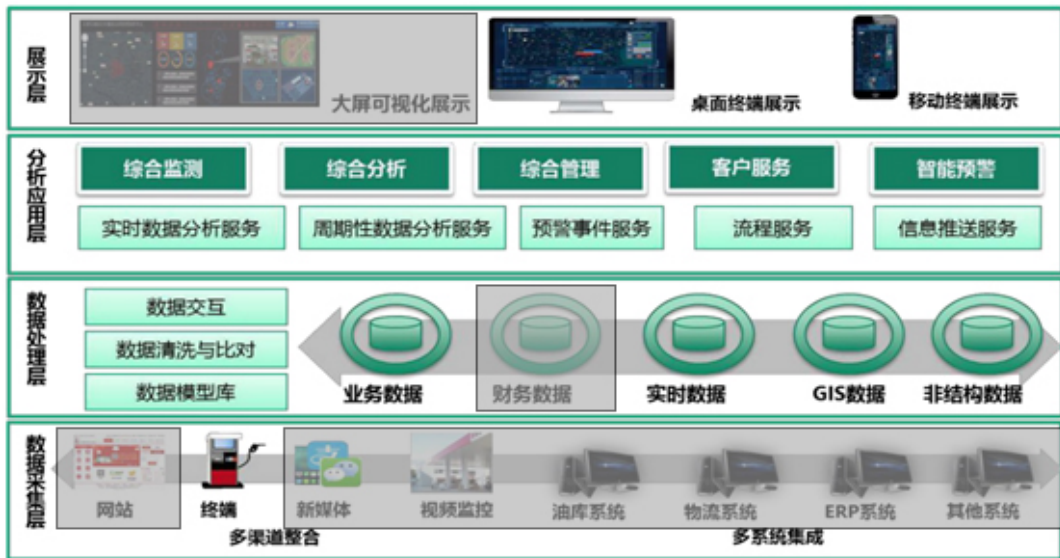 展示层
大屏可视化展示
桌面终端展示
移动终端展示
分析应用层
综合监测
综合分析
综合管理
客户服务
智能预警
实时数据分析服务
周期性数据分析服务
预警事件服务
流程服务
信息推送服务
数据处理层
数据交互
数据清洗与比对
数据模型库
业务数据
财务数据
实时数据
GIS数据
非结构数据
数据采集层
网站
终端
新媒体
视频监控
油库系统
物流系统
ERP系统
其他系统
多渠道整合
多系统集成